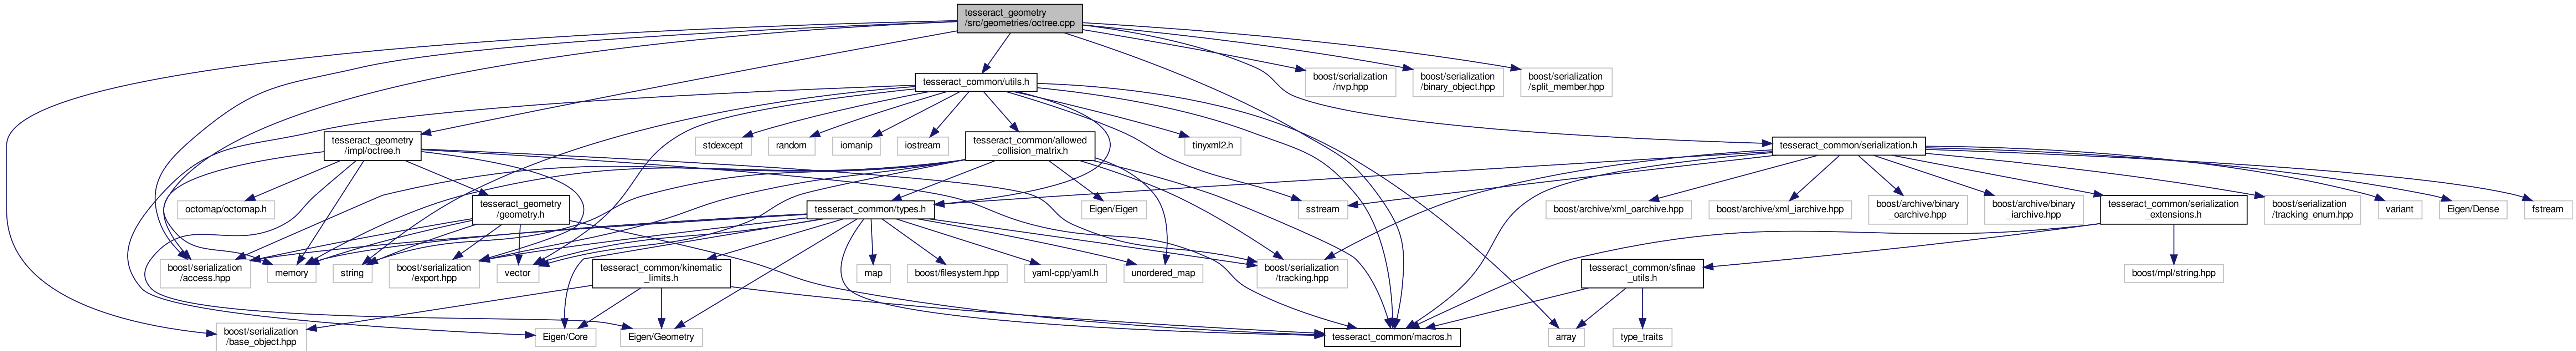 tesseract_geometry
/src/geometries/octree.cpp
tesseract_common/utils.h
boost/serialization
/nvp.hpp
boost/serialization
/binary_object.hpp
boost/serialization
/split_member.hpp
tesseract_geometry
/impl/octree.h
stdexcept
random
iomanip
iostream
tesseract_common/allowed
_collision_matrix.h
tinyxml2.h
tesseract_common/serialization.h
octomap/octomap.h
tesseract_geometry
/geometry.h
tesseract_common/types.h
Eigen/Eigen
sstream
boost/archive/xml_oarchive.hpp
boost/archive/xml_iarchive.hpp
boost/archive/binary
_oarchive.hpp
boost/archive/binary
_iarchive.hpp
tesseract_common/serialization
_extensions.h
boost/serialization
/tracking_enum.hpp
variant
Eigen/Dense
fstream
boost/serialization
/access.hpp
memory
string
boost/serialization
/export.hpp
vector
tesseract_common/kinematic
_limits.h
map
boost/filesystem.hpp
yaml-cpp/yaml.h
unordered_map
boost/serialization
/tracking.hpp
tesseract_common/sfinae
_utils.h
boost/mpl/string.hpp
boost/serialization
/base_object.hpp
Eigen/Core
Eigen/Geometry
tesseract_common/macros.h
array
type_traits